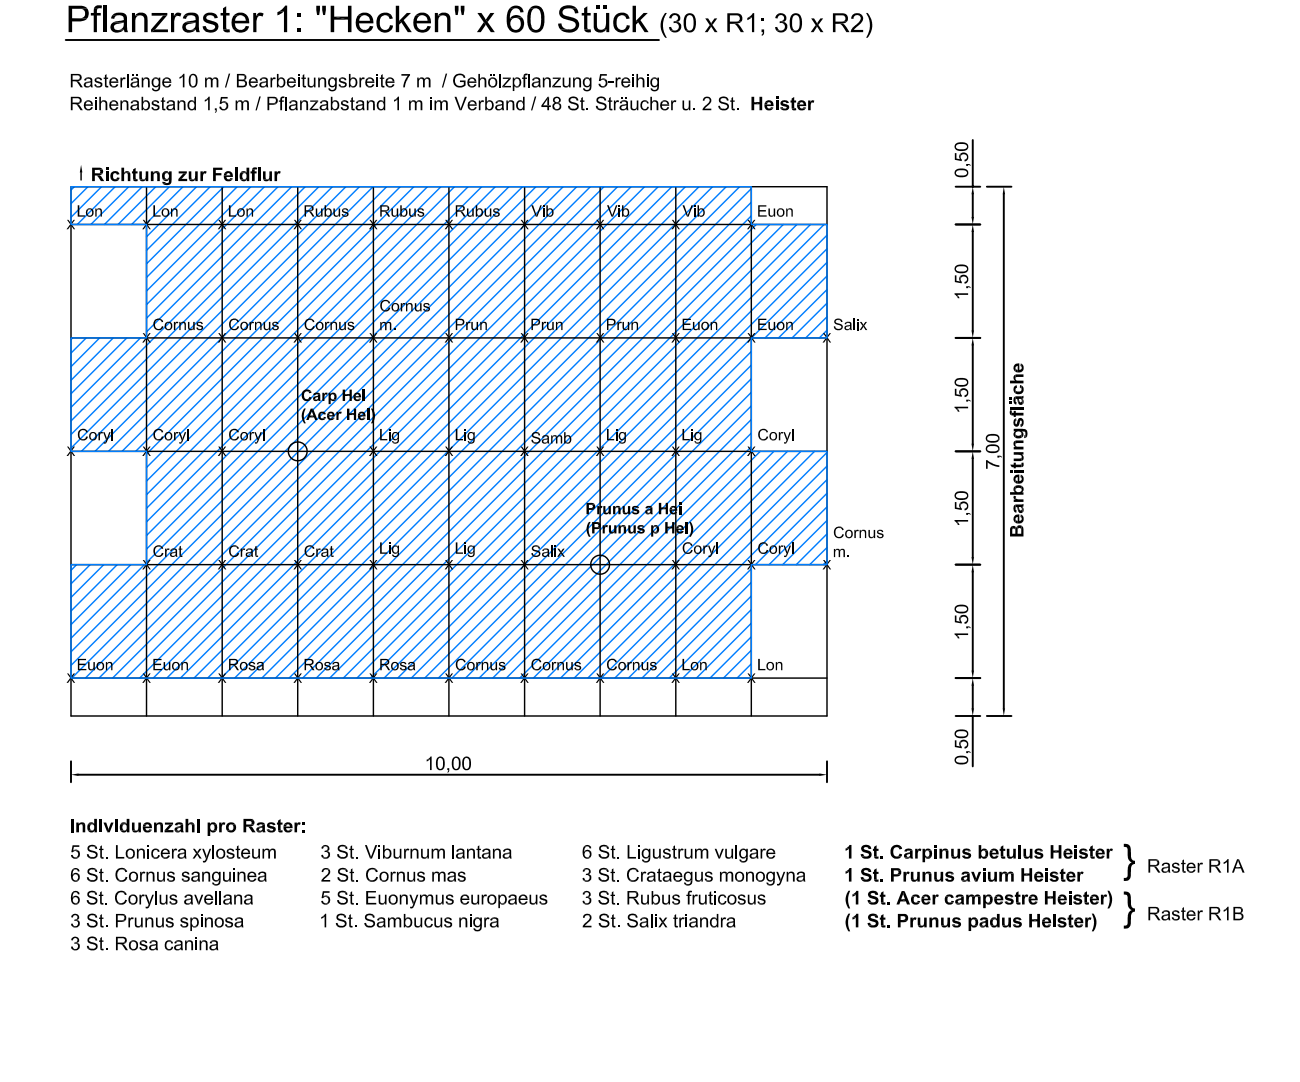 Pflanzraster 1: "Hecken" x 60 Stück (30 x R1; 30 x R2)
Rasterlänge 10 m / Bearbeitungsbreite 7 m / Gehölzpflanzung 5-reihig
Reihenabstand 1,5 m / Pflanzabstand 1 m im Verband / 48 St. Sträucher u. 2 St. Heister
Richtung zur Feldflur
Lon Lon Lon Rubus Rubus Rubus Vib Vib Vib Euon
Cornus Cornus Cornus Cornus m. Prun Prun Prun Euon Euon Salix
Carp Hei
(Acer Hei)
Coryl Coryl Coryl Lig Lig Samb Lig Lig Coryl
Prunus a Hei
(Prunus p Hei)
Crat Crat Crat Lig Lig Salix Coryl Coryl Cornus m.
Euon Euon Rosa Rosa Rosa Cornus Cornus Cornus Lon Lon
0,50
1,50
1,50
1,50
1,50
0,50
7,00
Bearbeitungsfläche
10,00
Individuenzahl pro Raster:
5 St. Lonicera xylosteum
6 St. Cornus sanguinea
6 St. Corylus avellana
3 St. Prunus spinosa
3 St. Rosa canina
3 St. Viburnum lantana
2 St. Cornus mas
5 St. Euonymus europaeus
1 St. Sambucus nigra
6 St. Ligustrum vulgare
3 St. Crataegus monogyna
3 St. Rubus fruticosus
2 St. Salix triandra
1 St. Carpinus betulus Heister
1 St. Prunus avium Heister
(1 St. Acer campestre Heister)
(1 St. Prunus padus Heister)
Raster R1A
Raster R1B